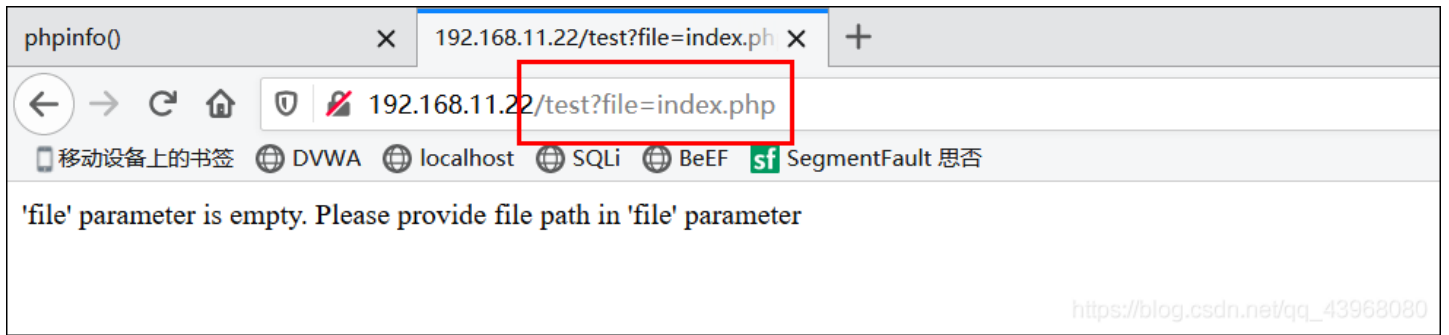 phpinfo()
192.168.11.22/test?file=index.ph
192.168.11.22/test?file=index.php
移动设备上的书签 DVWA localhost SQLi BeEF sf SegmentFault 思否
'file' parameter is empty. Please provide file path in 'file' parameter
https://blog.csdn.net/qq_43968080